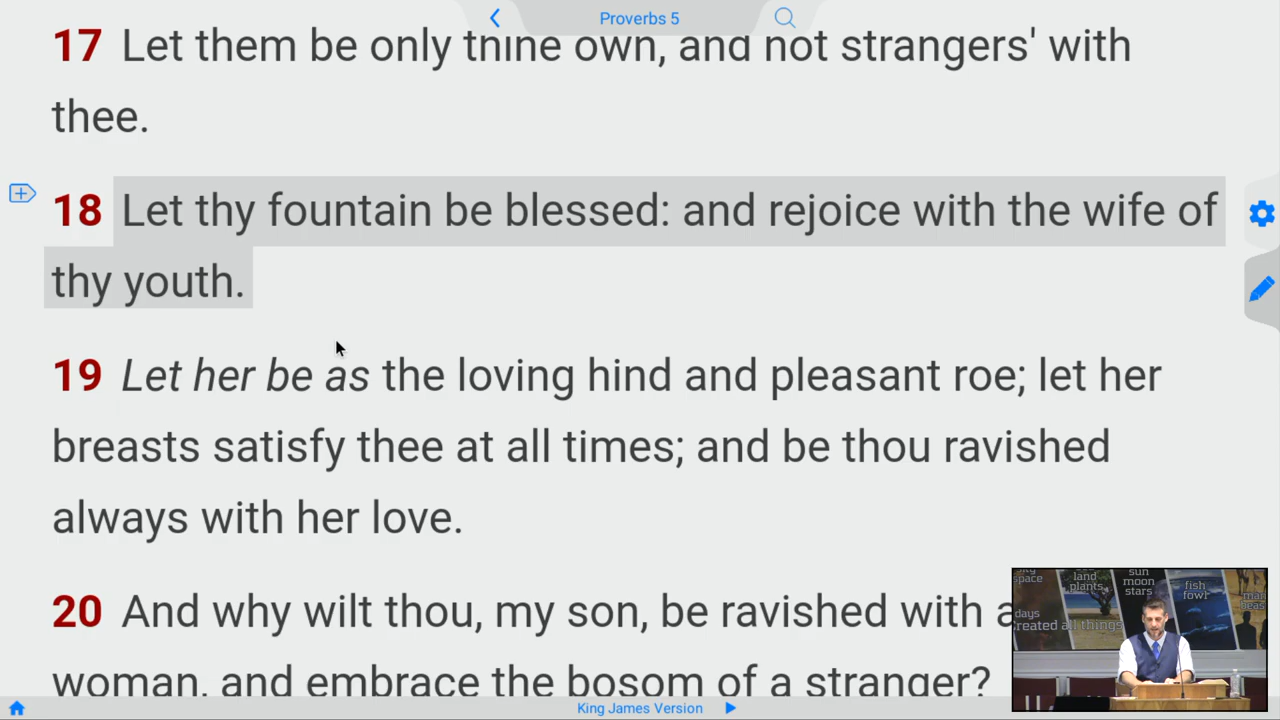 Proverbs 5
17 Let them be only thine own, and not strangers' with
thee.
18 Let thy fountain be blessed: and rejoice with the wife of
thy youth.
19 Let her be as the loving hind and pleasant roe; let her
breasts satisfy thee at all times; and be thou ravished
always with her love.
20 And why wilt thou, my son, be ravished with a
woman, and embrace the bosom of a stranger?
space
land
plants
sun
moon
stars
fish
fowl
days
created all things
King James Version